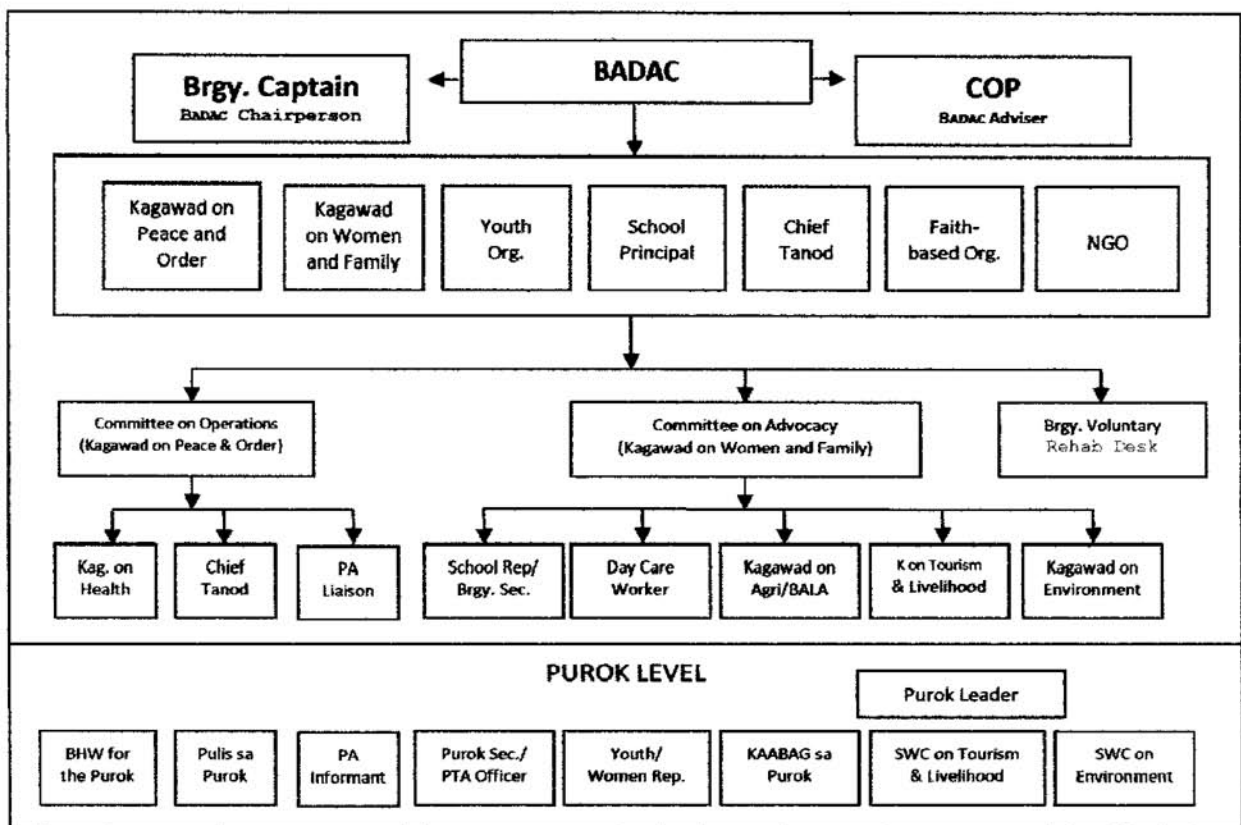 BADAC
Brgy. Captain
BADAC Chairperson
COP
BADAC Adviser
Kagawad on
Peace and
Order
Kagawad
on Women
and Family
Youth
Org.
School
Principal
Chief
Tanod
Faith-
based Org.
NGO
Committee on Operations
(Kagawad on Peace & Order)
Committee on Advocacy
(Kagawad on Women and Family)
Brgy. Voluntary
Rehab Desk
Kag. on
Health
Chief
Tanod
PA
Liaison
School Rep/
Brgy. Sec.
Day Care
Worker
Kagawad on
Agri/BALA
K on Tourism
& Livelihood
Kagawad on
Environment
PUROK LEVEL
Purok Leader
BHW for
the Purok
Pulis sa
Purok
PA
Informant
Purok Sec./
PTA Officer
Youth/
Women Rep.
KAABAG sa
Purok
SWC on Tourism
& Livelihood
SWC on
Environment